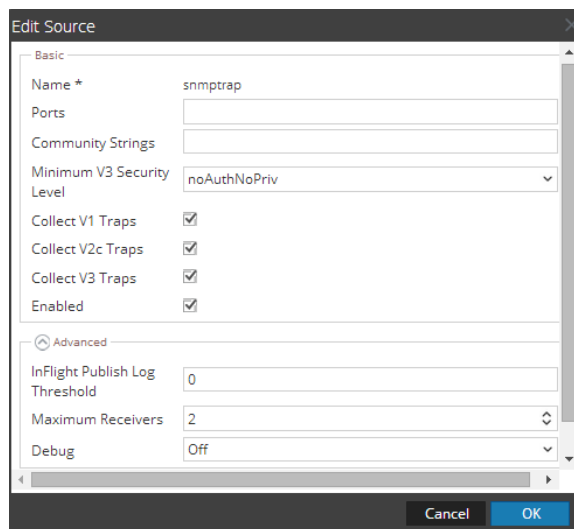 Edit Source
Basic
Name * snmptrap
Ports
Community Strings
Minimum V3 Security
Level
noAuthNoPriv
Collect V1 Traps
Collect V2c Traps
Collect V3 Traps
Enabled
Advanced
InFlight Publish Log
Threshold
0
Maximum Receivers 2
Debug Off
Cancel OK